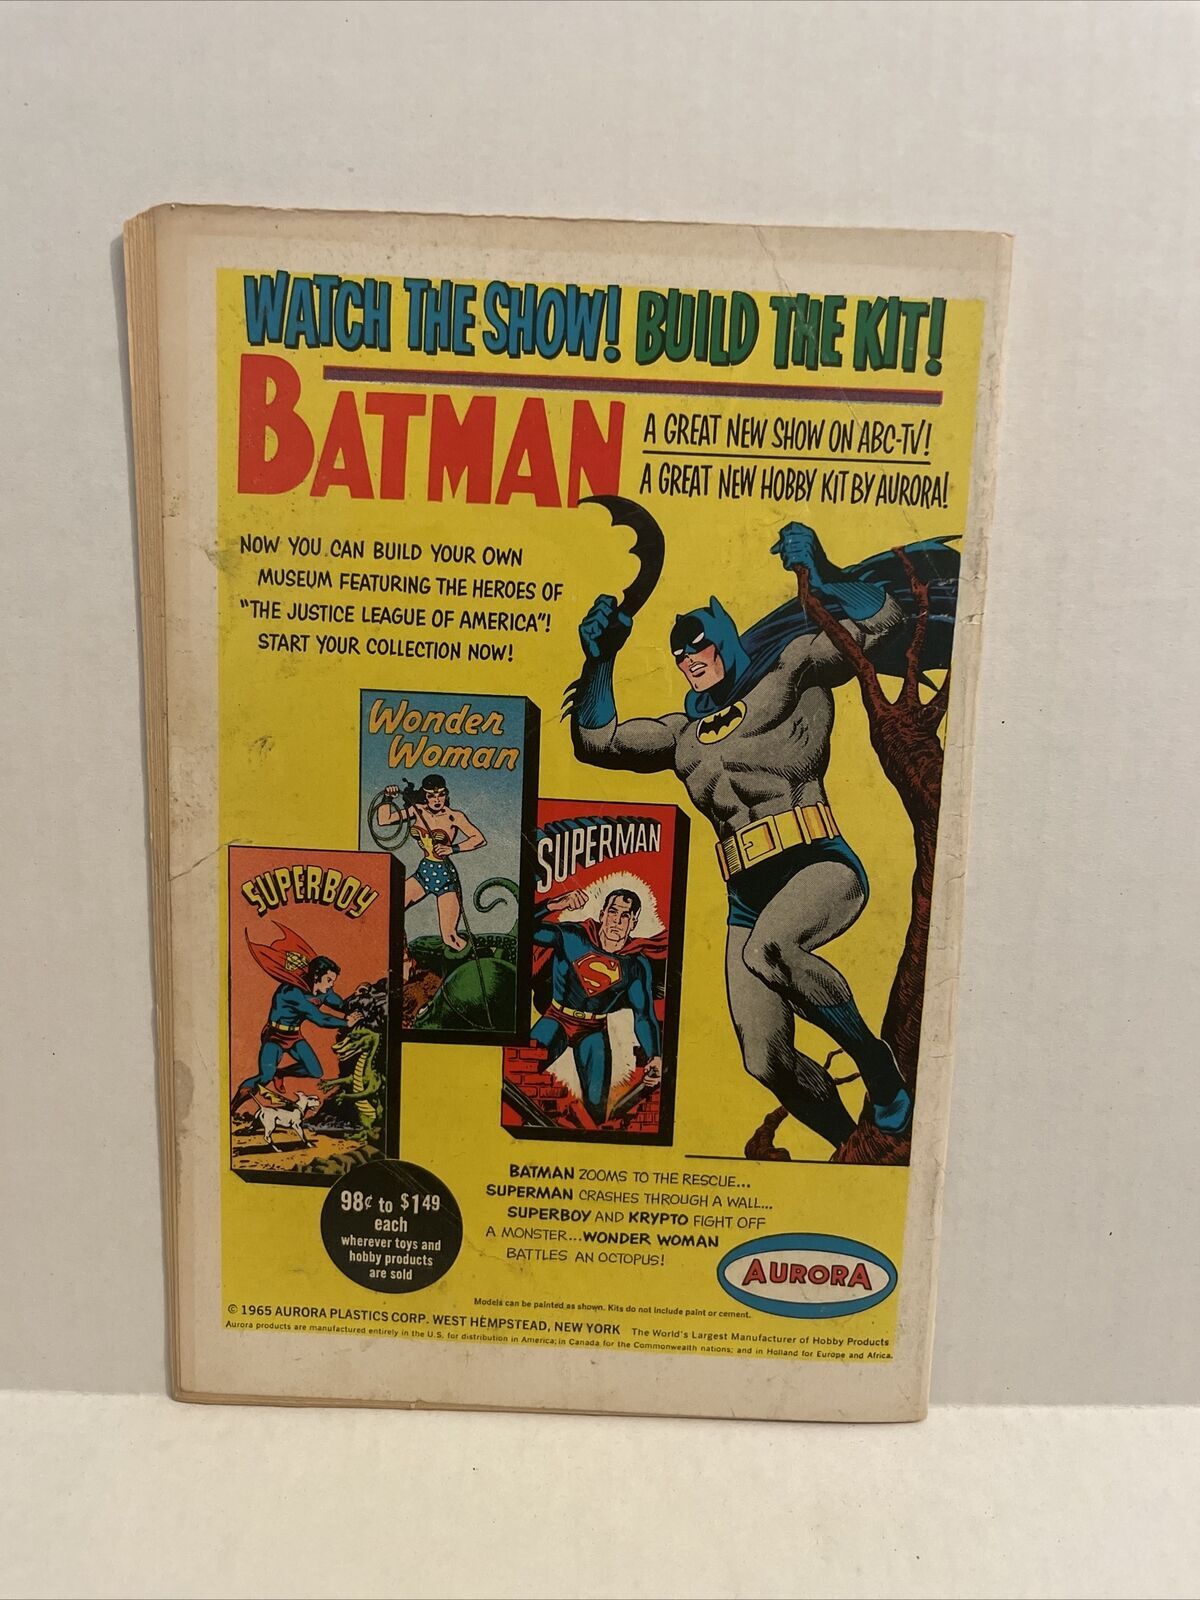 WATCH THE SHOW! BUILD THE KIT!
BATMAN
A GREAT NEW SHOW ON ABC-TV!
A GREAT NEW HOBBY KIT BY AURORA!
NOW YOU CAN BUILD YOUR OWN
MUSEUM FEATURING THE HEROES OF
"THE JUSTICE LEAGUE OF AMERICA"!
START YOUR COLLECTION NOW!
Wonder
Woman
SUPERMAN
S
SUPERBOY
98¢ to $149
each
wherever toys and
hobby products
are sold
BATMAN ZOOMS TO THE RESCUE...
SUPERMAN CRASHES THROUGH A WALL...
SUPERBOY AND KRYPTO FIGHT OFF
A MONSTER...WONDER WOMAN
BATTLES AN OCTOPUS!
AURORA
Models can be painted as shown. Kits do not include paint or cement.
© 1965 AURORA PLASTICS CORP. WEST HEMPSTEAD, NEW YORK The World's Largest Manufacturer of Hobby Products
Aurora products are manufactured entirely in the U.S. for distribution in America; in Canada for the Commonwealth nations; and in Holland for Europe and Africa.